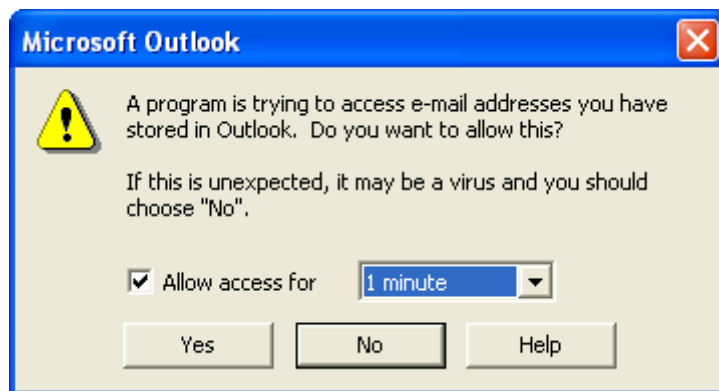 Microsoft Outlook
A program is trying to access e-mail addresses you have
stored in Outlook.  Do you want to allow this?
If this is unexpected, it may be a virus and you should
choose "No".
Allow access for 1 minute
Yes No Help